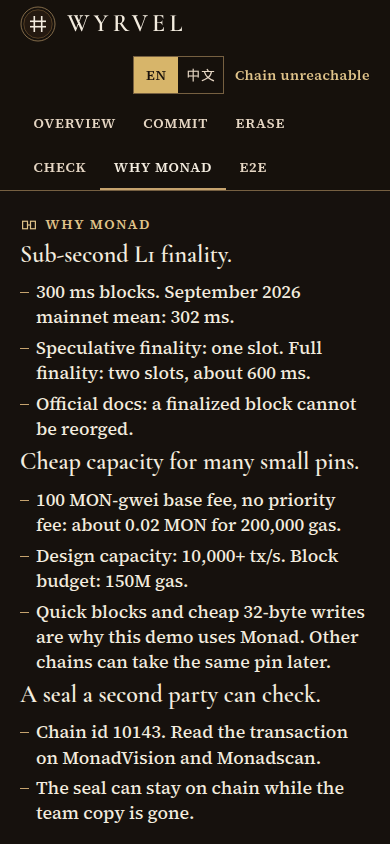 WYRVEL
EN 中文 Chain unreachable
OVERVIEW COMMIT ERASE
CHECK WHY MONAD E2E
WHY MONAD
Sub-second L1 finality.
– 300 ms blocks. September 2026
mainnet mean: 302 ms.
– Speculative finality: one slot. Full
finality: two slots, about 600 ms.
– Official docs: a finalized block cannot
be reorged.
Cheap capacity for many small pins.
– 100 MON-gwei base fee, no priority
fee: about 0.02 MON for 200,000 gas.
– Design capacity: 10,000+ tx/s. Block
budget: 150M gas.
– Quick blocks and cheap 32-byte writes
are why this demo uses Monad. Other
chains can take the same pin later.
A seal a second party can check.
– Chain id 10143. Read the transaction
on MonadVision and Monadscan.
– The seal can stay on chain while the
team copy is gone.